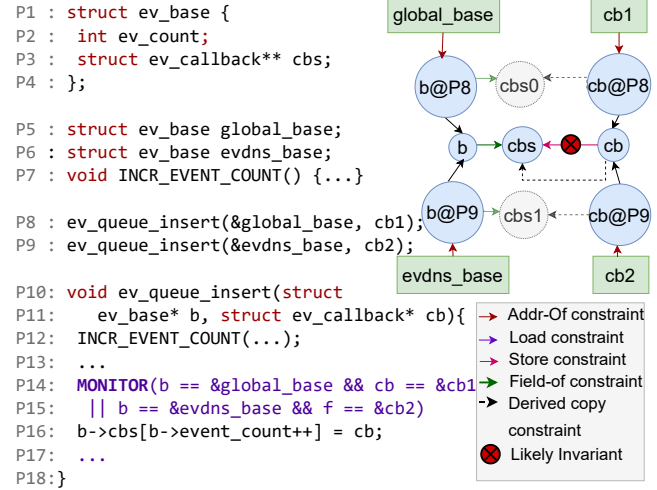 P1 : struct ev_base {
P2 : int ev_count;
P3 : struct ev_callback** cbs;
P4 : };
P5 : struct ev_base global_base;
P6 : struct ev_base evdns_base;
P7 : void INCR_EVENT_COUNT() {...}
P8 : ev_queue_insert(&global_base, cb1);
P9 : ev_queue_insert(&evdns_base, cb2);
P10: void ev_queue_insert(struct
P11: ev_base* b, struct ev_callback* cb){
P12: INCR_EVENT_COUNT(...);
P13: ...
P14: MONITOR(b == &global_base && cb == &cb1
P15: || b == &evdns_base && f == &cb2)
P16: b->cbs[b->event_count++] = cb;
P17: ...
P18:}
global_base
cb1
b@P8
cbs0
cb@P8
b
cbs
cb
b@P9
cbs1
cb@P9
evdns_base
cb2
Addr-Of constraint
Load constraint
Store constraint
Field-of constraint
Derived copy
constraint
Likely Invariant